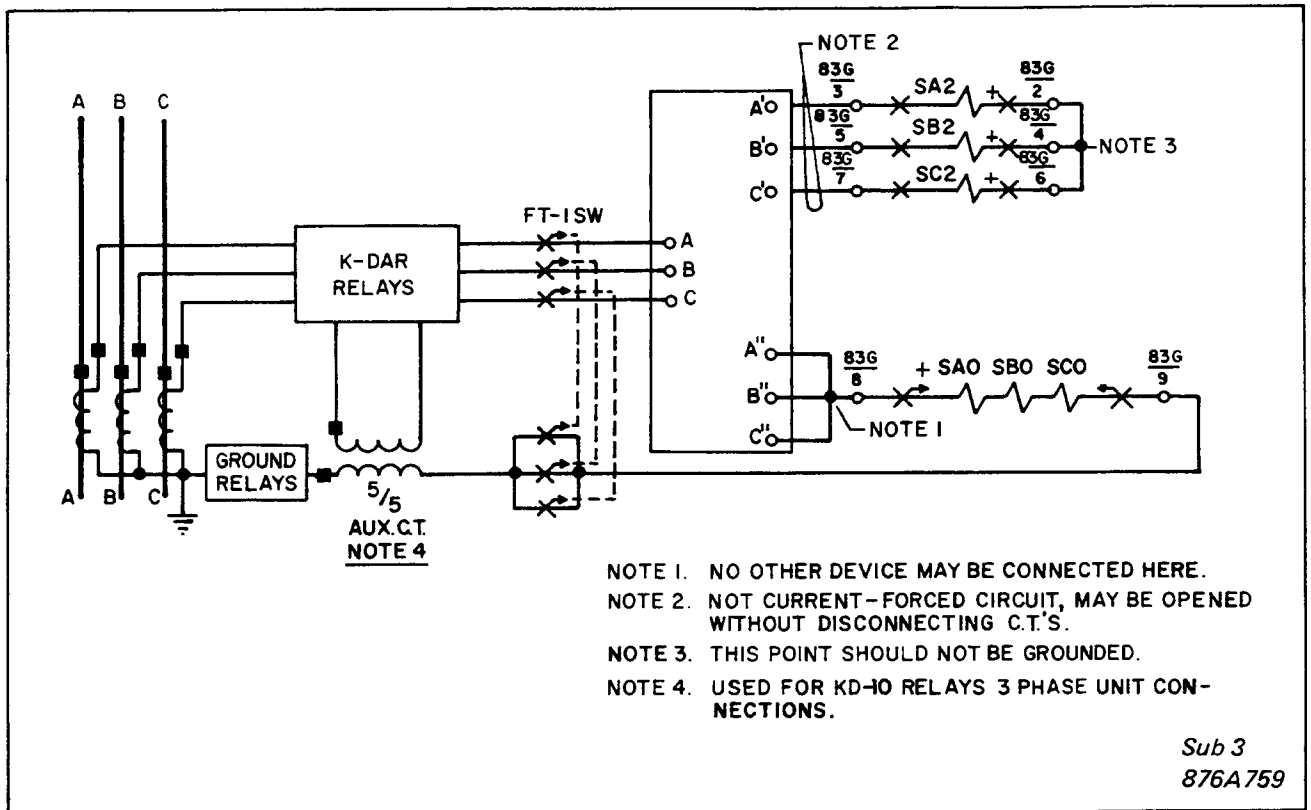 NOTE 2
83G
3
SA2
+
83G
2
A'
83G
5
SB2
+
83G
4
B'
NOTE 3
83G
7
SC2
+
83G
6
C'
A B C
FT-1 SW
K-DAR
RELAYS
A
B
C
A"
83G
8
+ SAO SBO SCO
83G
9
B"
NOTE 1
C"
GROUND
RELAYS
5/5
AUX. C.T.
NOTE 4
A B C
NOTE 1. NO OTHER DEVICE MAY BE CONNECTED HERE.
NOTE 2. NOT CURRENT-FORCED CIRCUIT, MAY BE OPENED
WITHOUT DISCONNECTING C.T.'S.
NOTE 3. THIS POINT SHOULD NOT BE GROUNDED.
NOTE 4. USED FOR KD-10 RELAYS 3 PHASE UNIT CON-
NECTIONS.
Sub 3
876A759